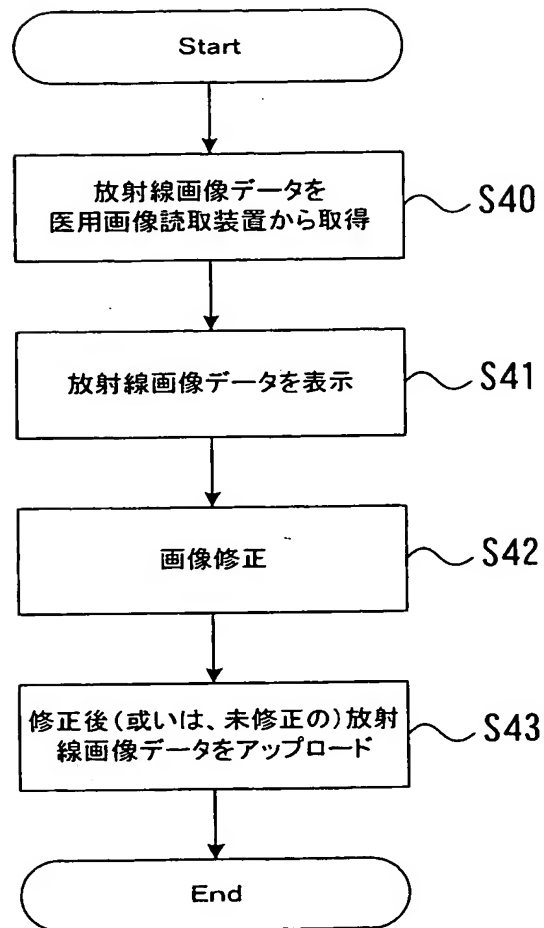 Start
放射線画像データを
医用画像読取装置から取得
S40
放射線画像データを表示
S41
画像修正
S42
修正後(或いは、未修正の)放射
線画像データをアップロード
S43
End